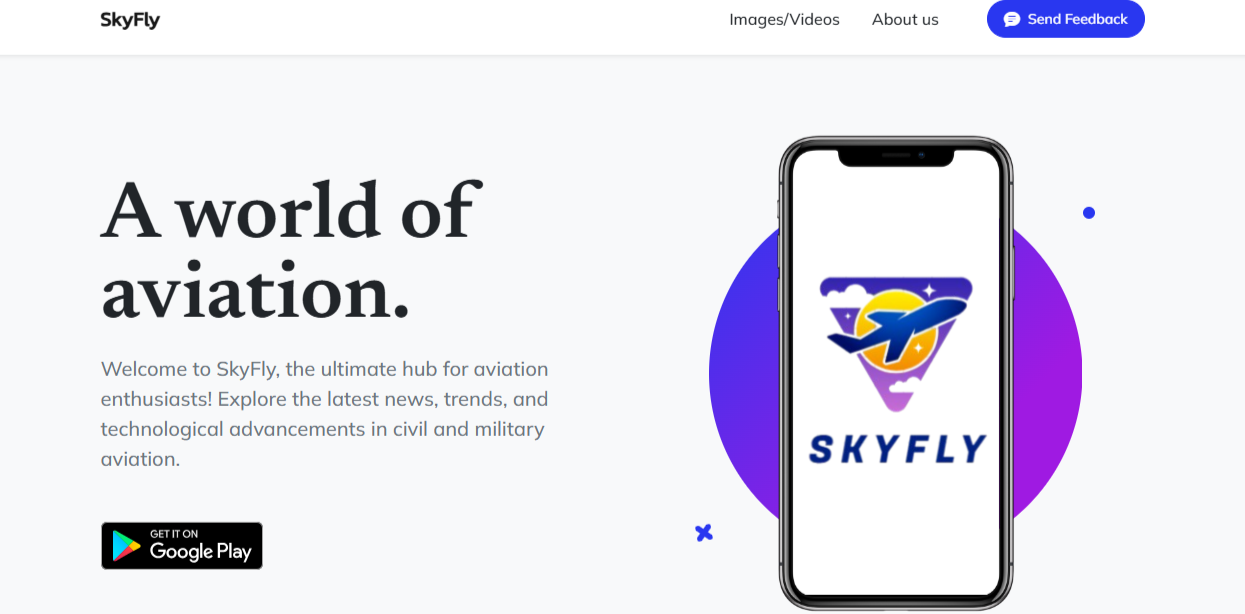 SkyFly
Images/Videos
About us
Send Feedback
A world of
aviation.
Welcome to SkyFly, the ultimate hub for aviation
enthusiasts! Explore the latest news, trends, and
technological advancements in civil and military
aviation.
GET IT ON
Google Play
SKYFLY